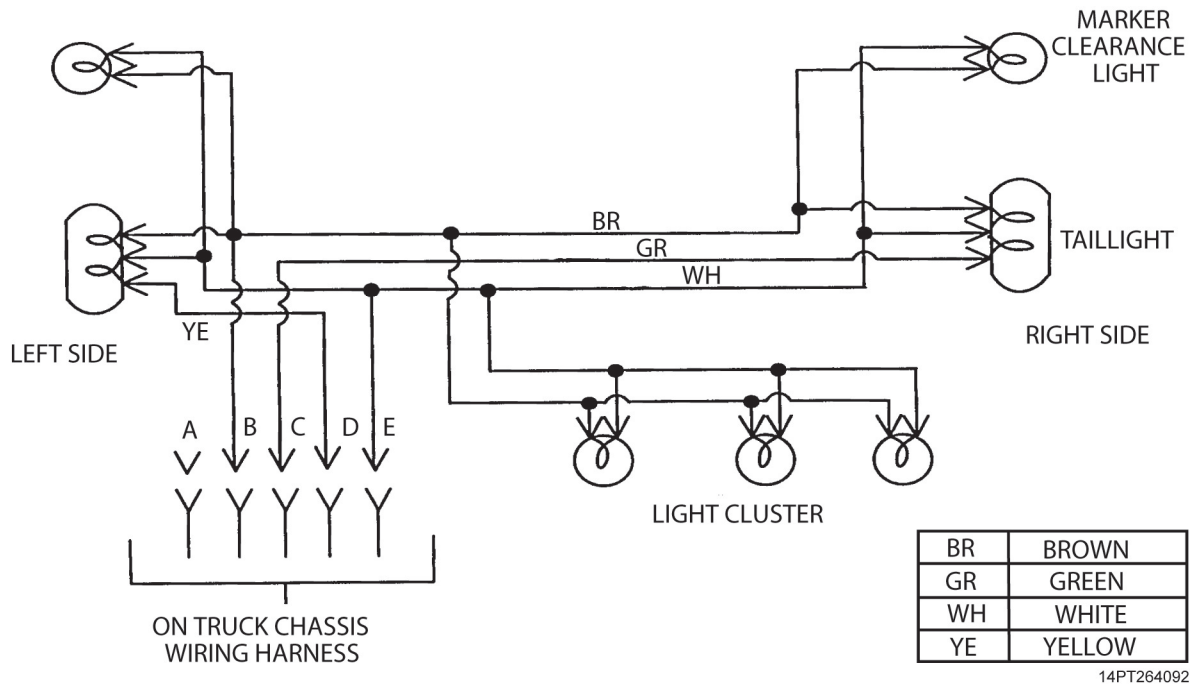 MARKER
CLEARANCE
LIGHT
BR
GR
WH
TAILLIGHT
YE
LEFT SIDE
RIGHT SIDE
A B C D E
LIGHT CLUSTER
ON TRUCK CHASSIS
WIRING HARNESS
BR BROWN
GR GREEN
WH WHITE
YE YELLOW
14PT264092